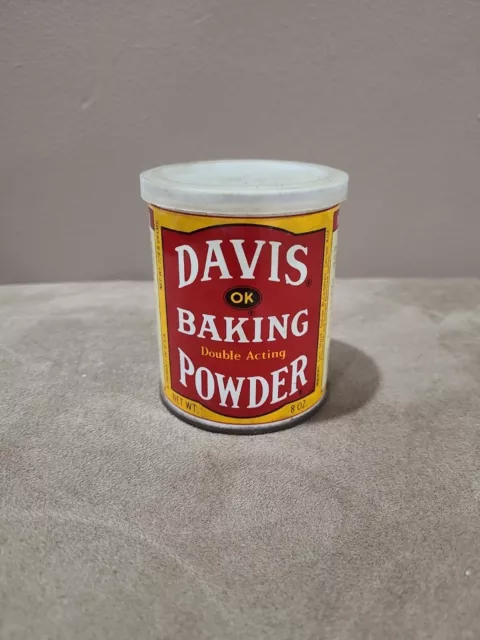 DAVIS®
OK
BAKING
Double Acting
POWDER
NET WT. 8 OZ.